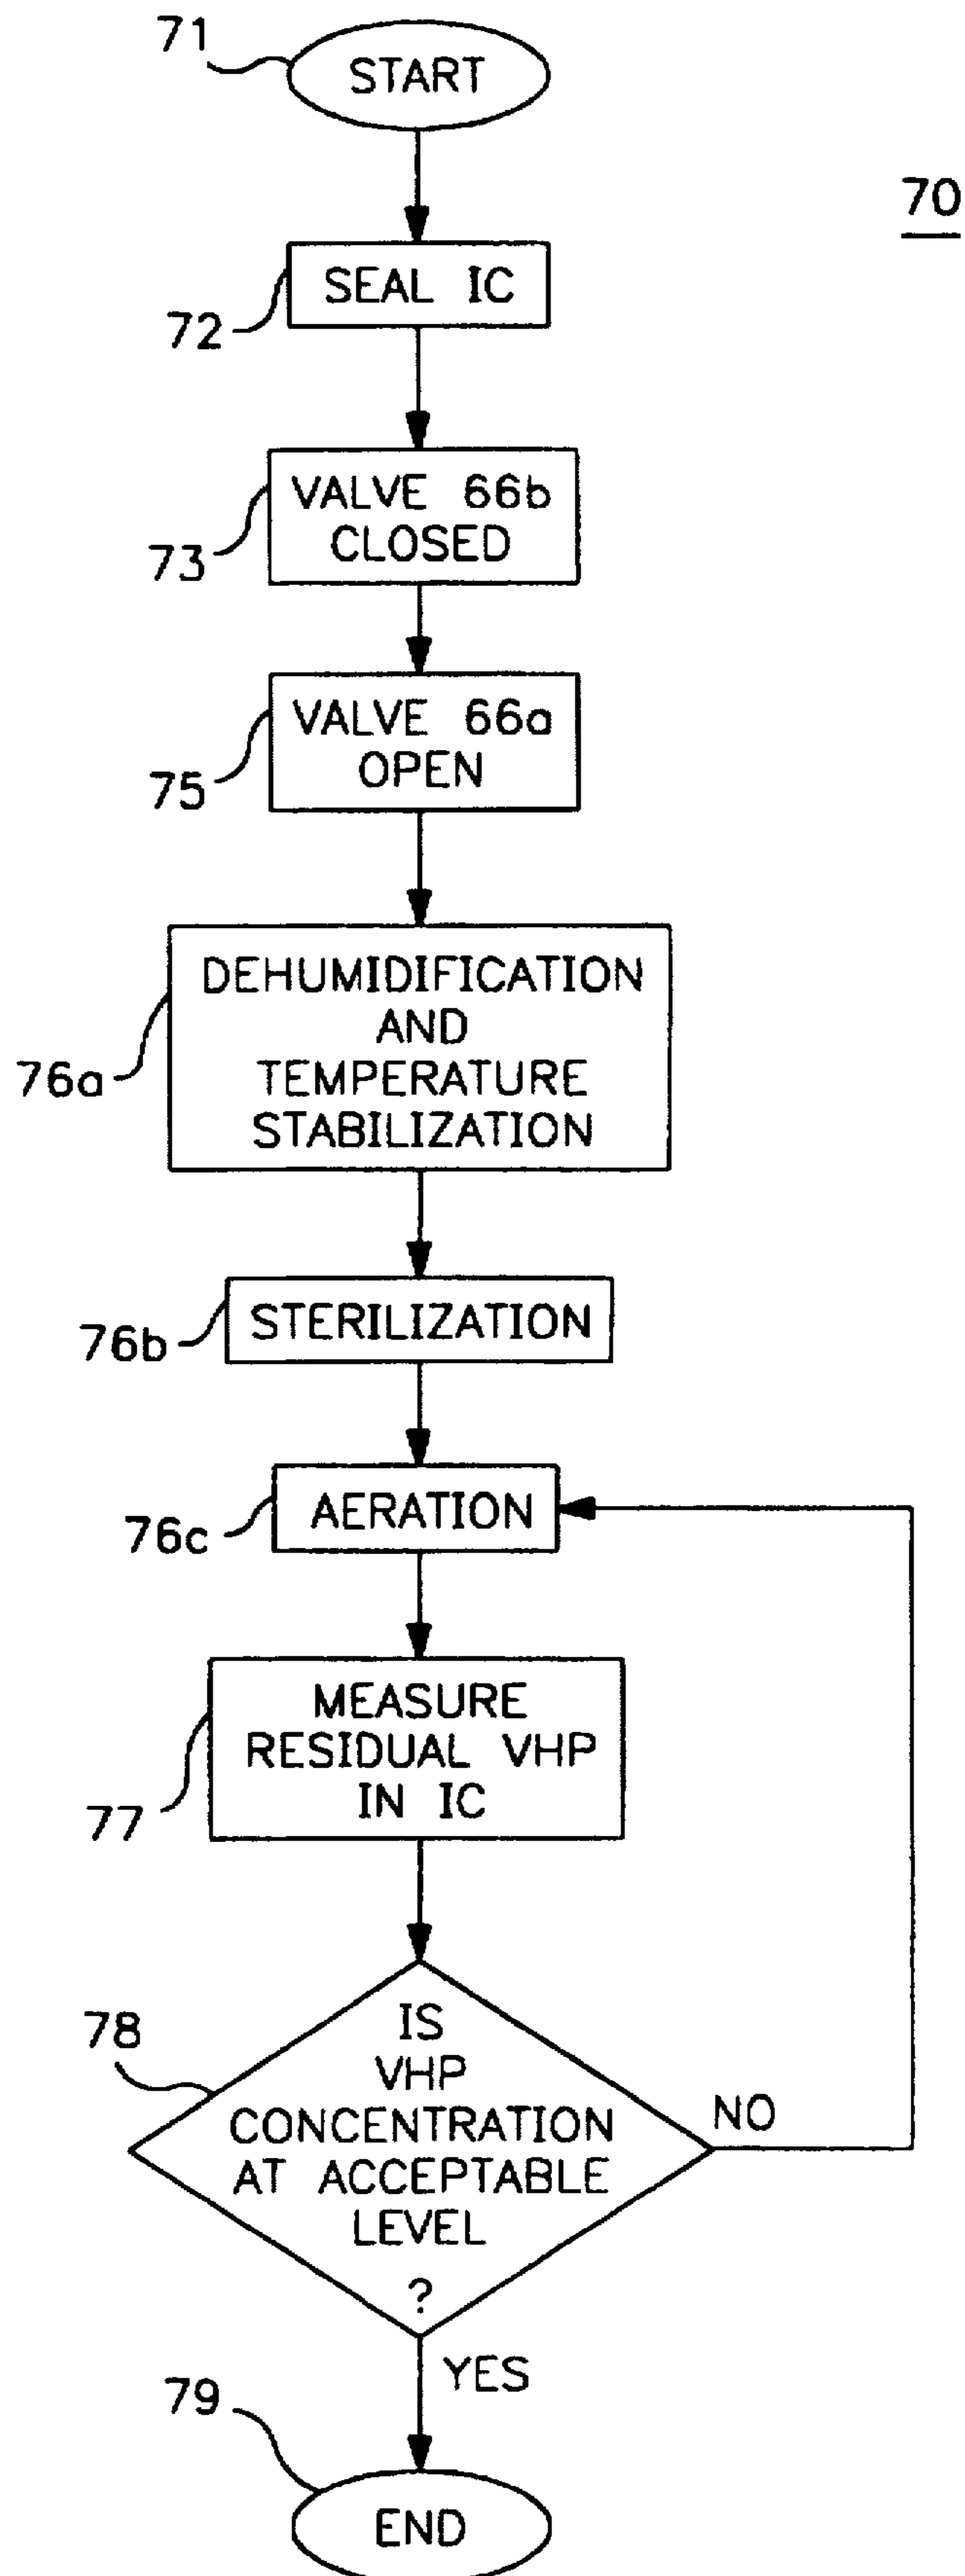 71
START
70
SEAL IC
72
VALVE 66b
CLOSED
73
VALVE 66a
OPEN
75
DEHUMIDIFICATION
AND
TEMPERATURE
STABILIZATION
76a
STERILIZATION
76b
AERATION
76c
MEASURE
RESIDUAL VHP
IN IC
77
78
IS
VHP
CONCENTRATION
AT ACCEPTABLE
LEVEL
?
NO
YES
79
END